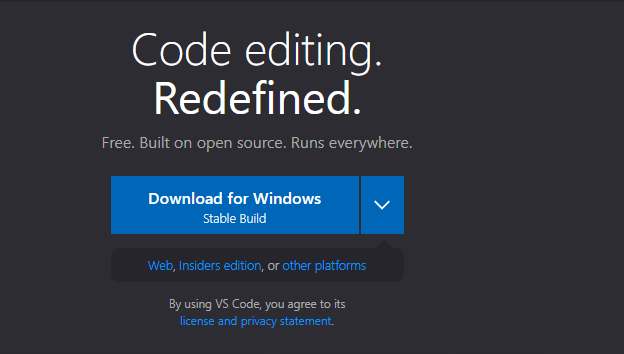 Code editing.
Redefined.
Free. Built on open source. Runs everywhere.
Download for Windows
Stable Build
Web, Insiders edition, or other platforms
By using VS Code, you agree to its
license and privacy statement.